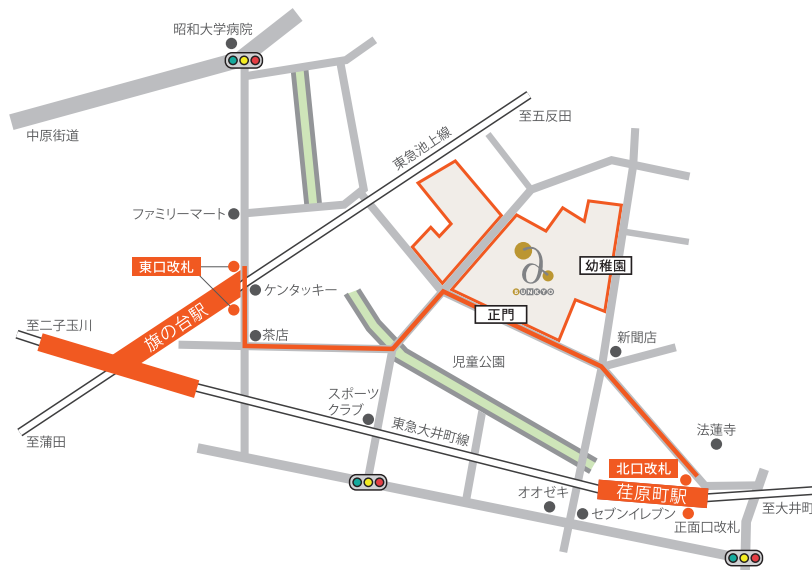 昭和大学病院
中原街道
至五反田
東急池上線
ファミリーマート
東口改札
ケンタッキー
幼稚園
BUNKYO
正門
旗の台駅
至二子玉川
茶店
新聞店
児童公園
スポーツ
クラブ
東急大井町線
至蒲田
法蓮寺
北口改札
荏原町駅
オオゼキ
セブンイレブン
正面口改札
至大井町